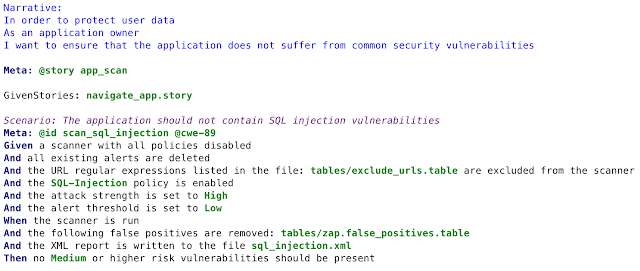 Narrative:
In order to protect user data
As an application owner
I want to ensure that the application does not suffer from common security vulnerabilities
Meta: @story app_scan
GivenStories: navigate_app.story
Scenario: The application should not contain SQL injection vulnerabilities
Meta: @id scan_sql_injection @cwe-89
Given a scanner with all policies disabled
And all existing alerts are deleted
And the URL regular expressions listed in the file: tables/exclude_urls.table are excluded from the scanner
And the SQL-Injection policy is enabled
And the attack strength is set to High
And the alert threshold is set to Low
When the scanner is run
And the following false positives are removed: tables/zap.false_positives.table
And the XML report is written to the file sql_injection.xml
Then no Medium or higher risk vulnerabilities should be present